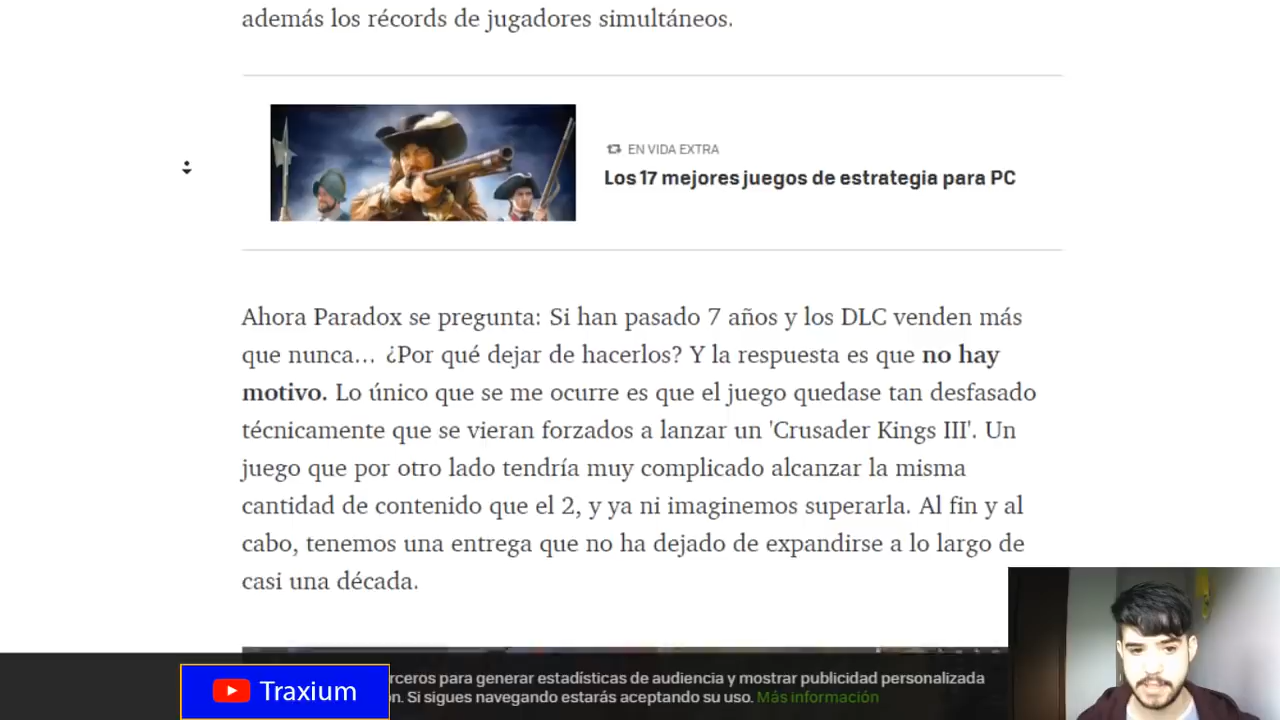 además los récords de jugadores simultáneos.
EN VIDA EXTRA
Los 17 mejores juegos de estrategia para PC
Ahora Paradox se pregunta: Si han pasado 7 años y los DLC venden más
que nunca... ¿Por qué dejar de hacerlos? Y la respuesta es que no hay
motivo. Lo único que se me ocurre es que el juego quedase tan desfasado
técnicamente que se vieran forzados a lanzar un 'Crusader Kings III'. Un
juego que por otro lado tendría muy complicado alcanzar la misma
cantidad de contenido que el 2, y ya ni imaginemos superarla. Al fin y al
cabo, tenemos una entrega que no ha dejado de expandirse a lo largo de
casi una década.
rceros para generar estadísticas de audiencia y mostrar publicidad personalizada
n. Si sigues navegando estarás aceptando su uso. Más información
Traxium